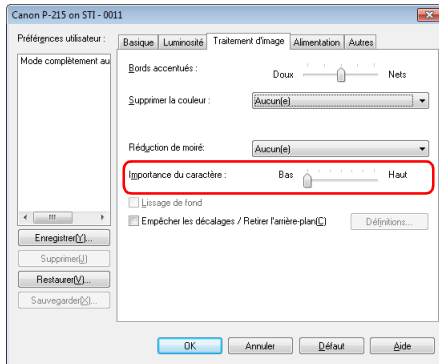 Canon P-215 on STI - 0011
Préférences utilisateur :
Mode complètement au
Enregistrer(Y)...
Supprimer(J)
Restaurer(V)...
Sauvegarder(X)...
Basique Luminosité Traitement d'image Alimentation Autres
Bords accentués : Doux Nets
Supprimer la couleur : Aucun(e)
Réduction de moiré: Aucun(e)
Importance du caractère : Bas Haut
Lissage de fond
Empêcher les décalages / Retirer l'arrière-plan(C) Définitions...
OK Annuler Défaut Aide